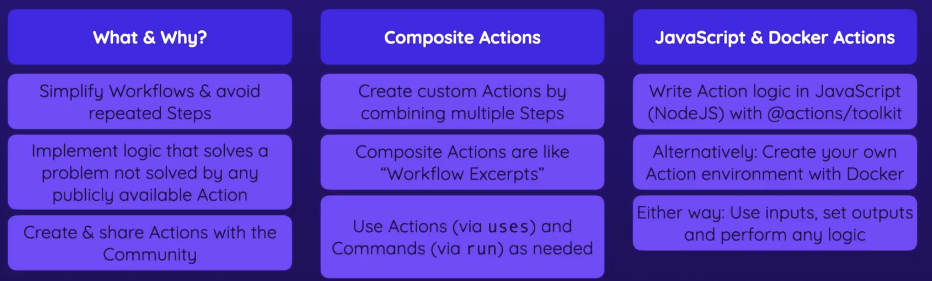 What & Why?
Simplify Workflows & avoid
repeated Steps
Implement logic that solves a
problem not solved by any
publicly available Action
Create & share Actions with the
Community
Composite Actions
Create custom Actions by
combining multiple Steps
Composite Actions are like
“Workflow Excerpts”
Use Actions (via uses) and
Commands (via run) as needed
JavaScript & Docker Actions
Write Action logic in JavaScript
(NodeJS) with @actions/toolkit
Alternatively: Create your own
Action environment with Docker
Either way: Use inputs, set outputs
and perform any logic